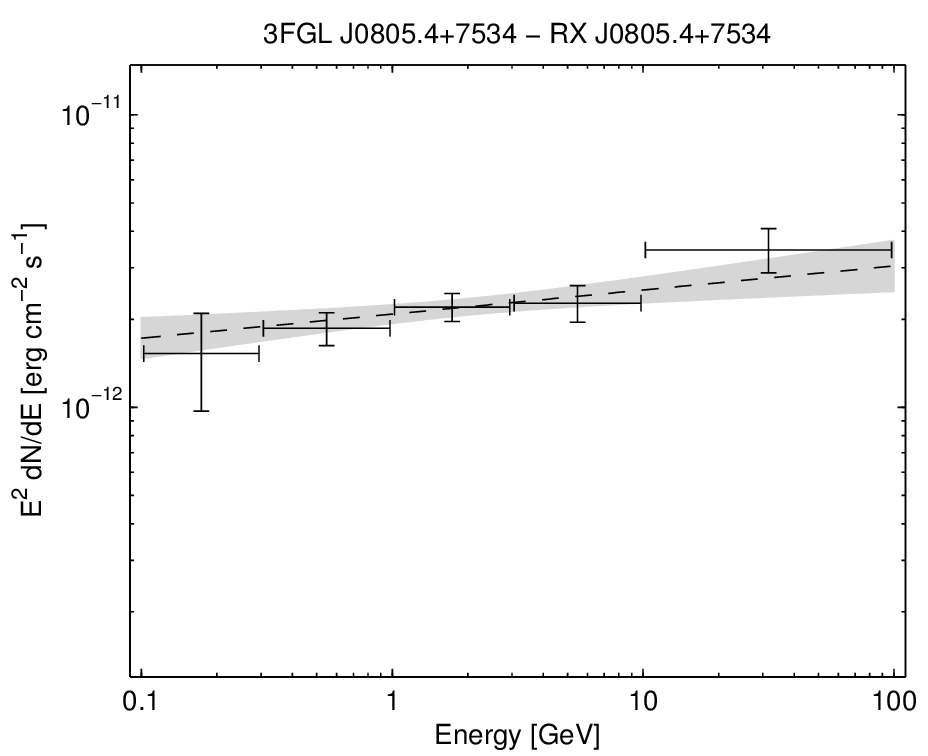 3FGL J0805.4+7534 − RX J0805.4+7534
10⁻¹¹
10⁻¹²
E² dN/dE [erg cm⁻² s⁻¹]
0.1 1 10 100
Energy [GeV]